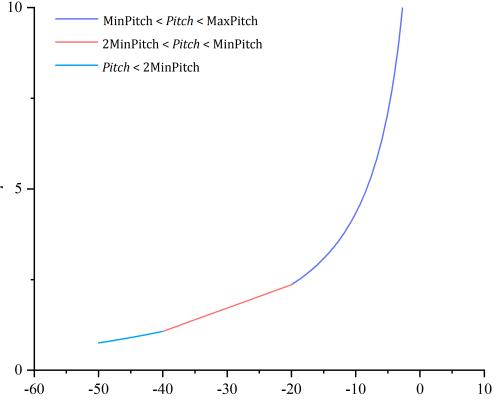 10
MinPitch < Pitch < MaxPitch
2MinPitch < Pitch < MinPitch
Pitch < 2MinPitch
5
0
-60 -50 -40 -30 -20 -10 0 10